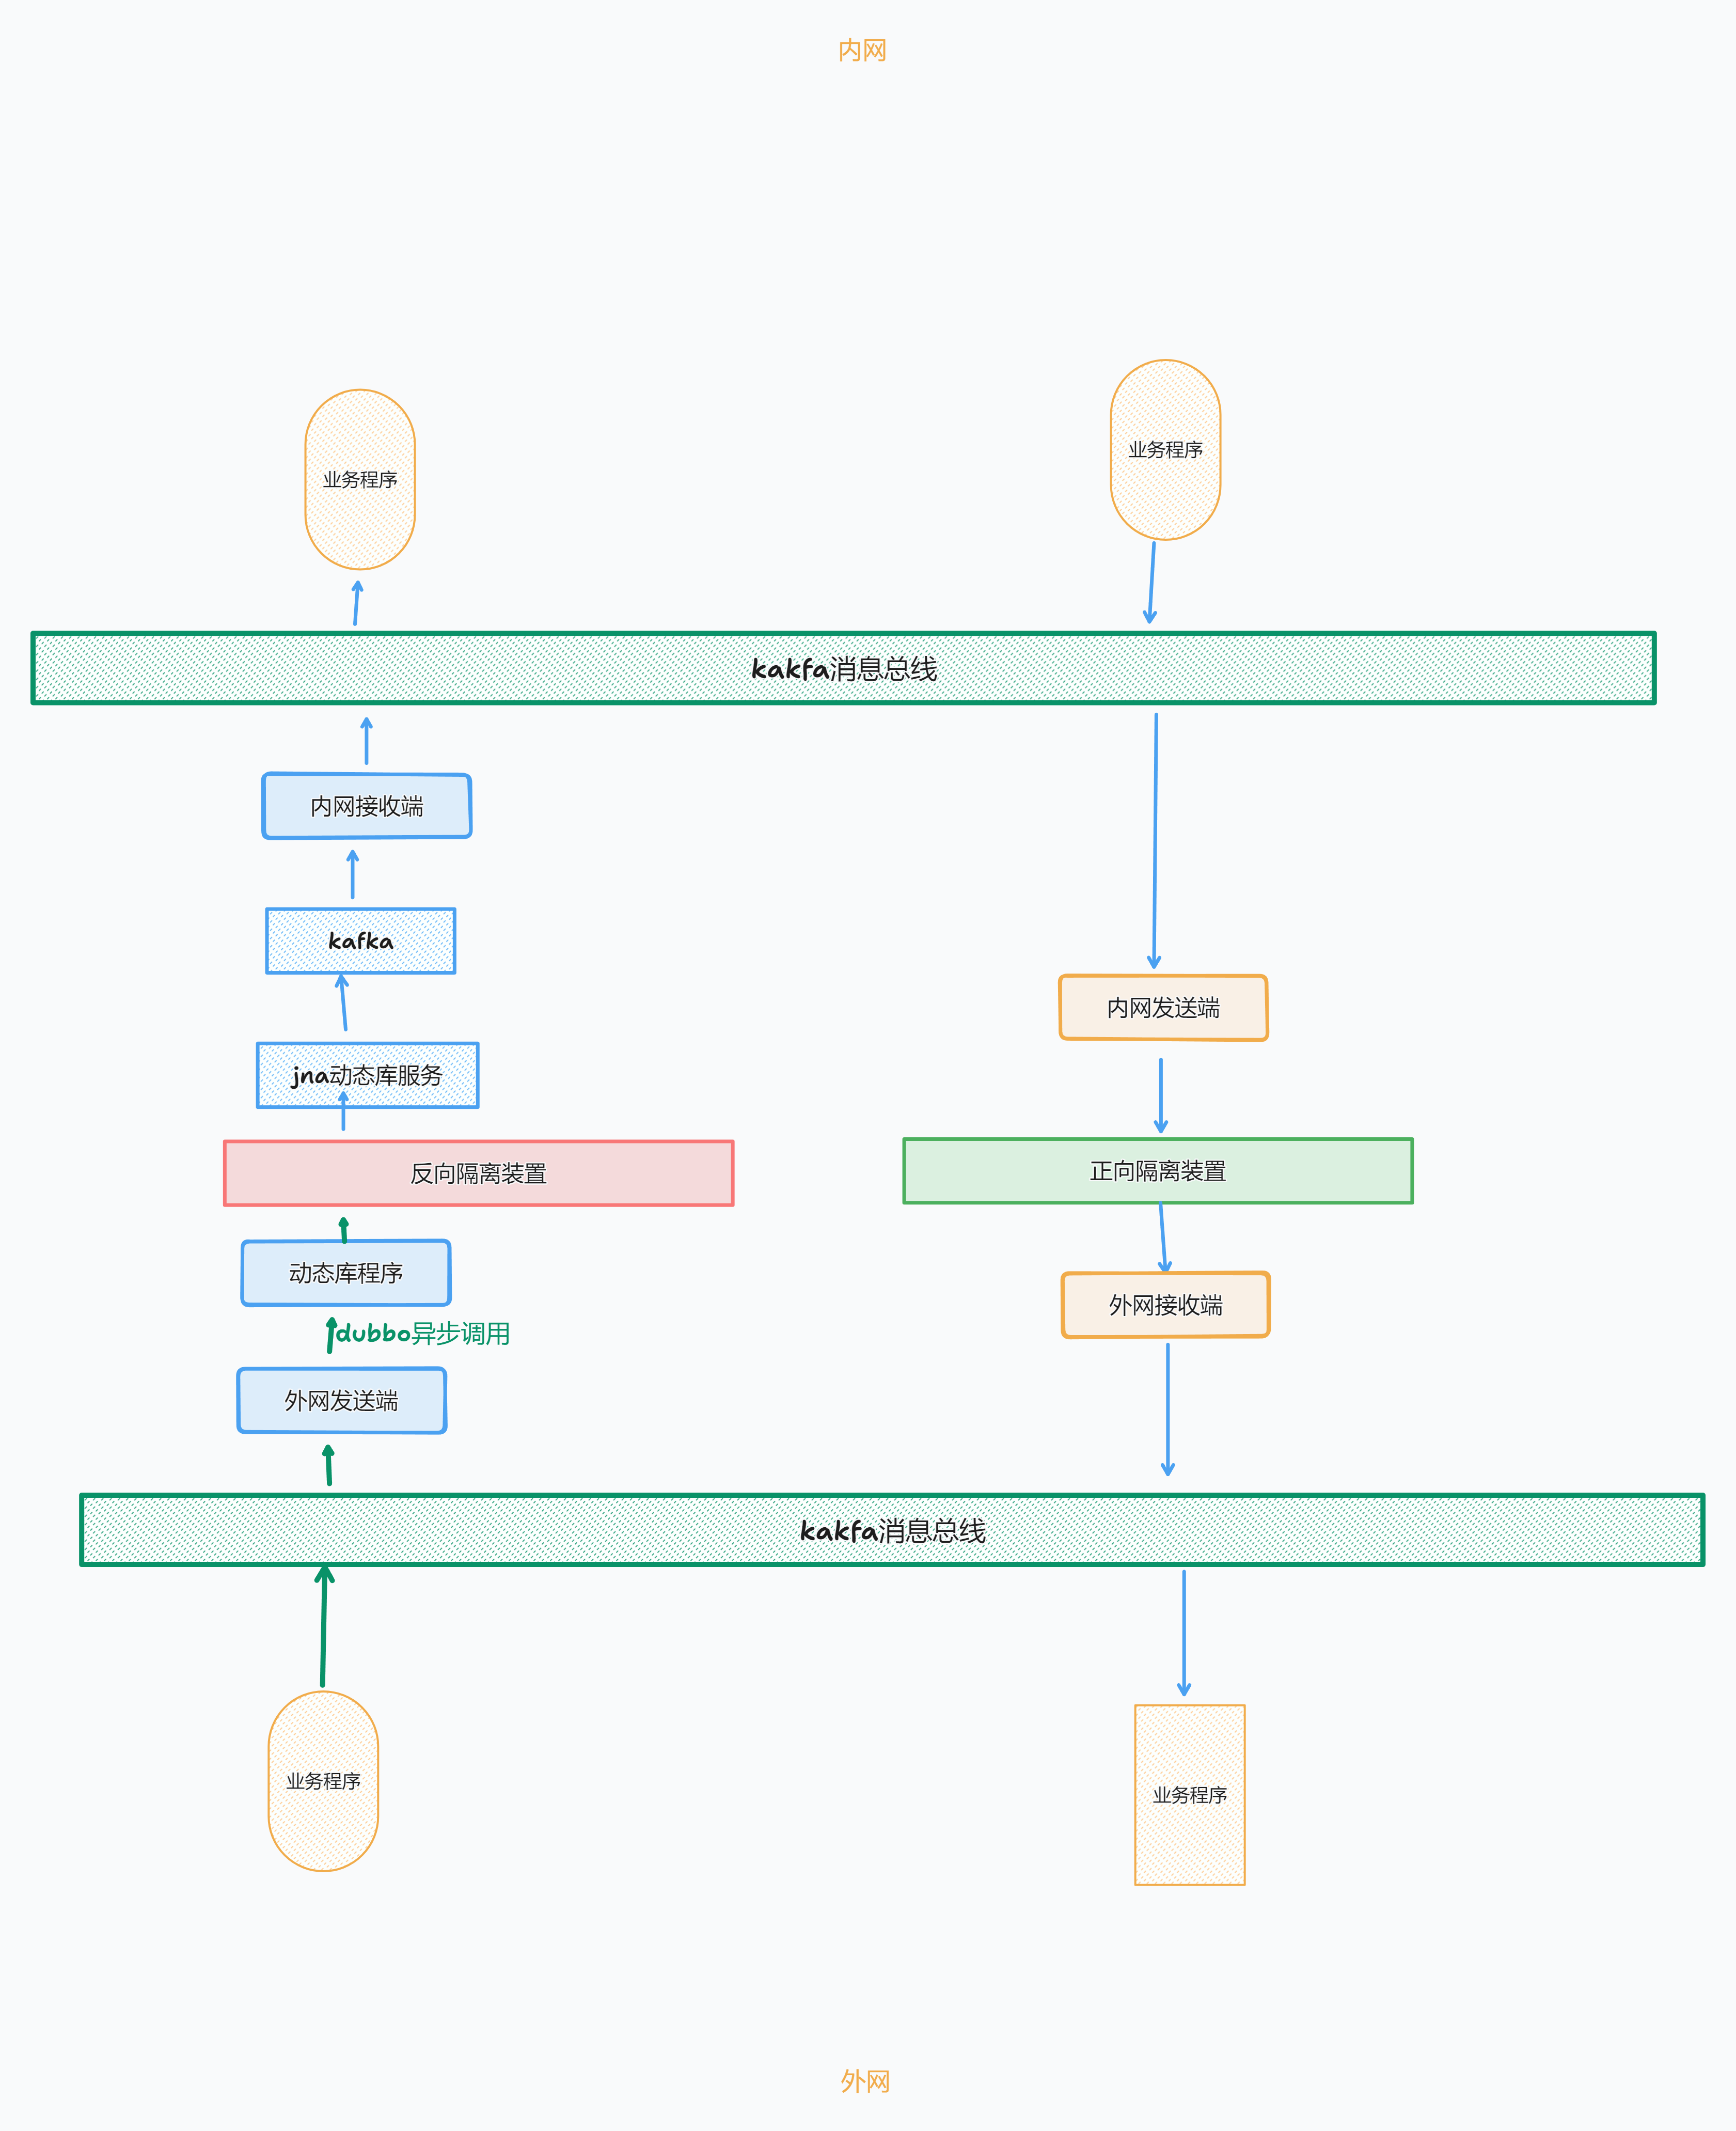 内网
业务程序
业务程序
kakfa消息总线
内网接收端
kafka
内网发送端
jna动态库服务
反向隔离装置
正向隔离装置
动态库程序
外网接收端
dubbo异步调用
外网发送端
kakfa消息总线
业务程序
业务程序
外网